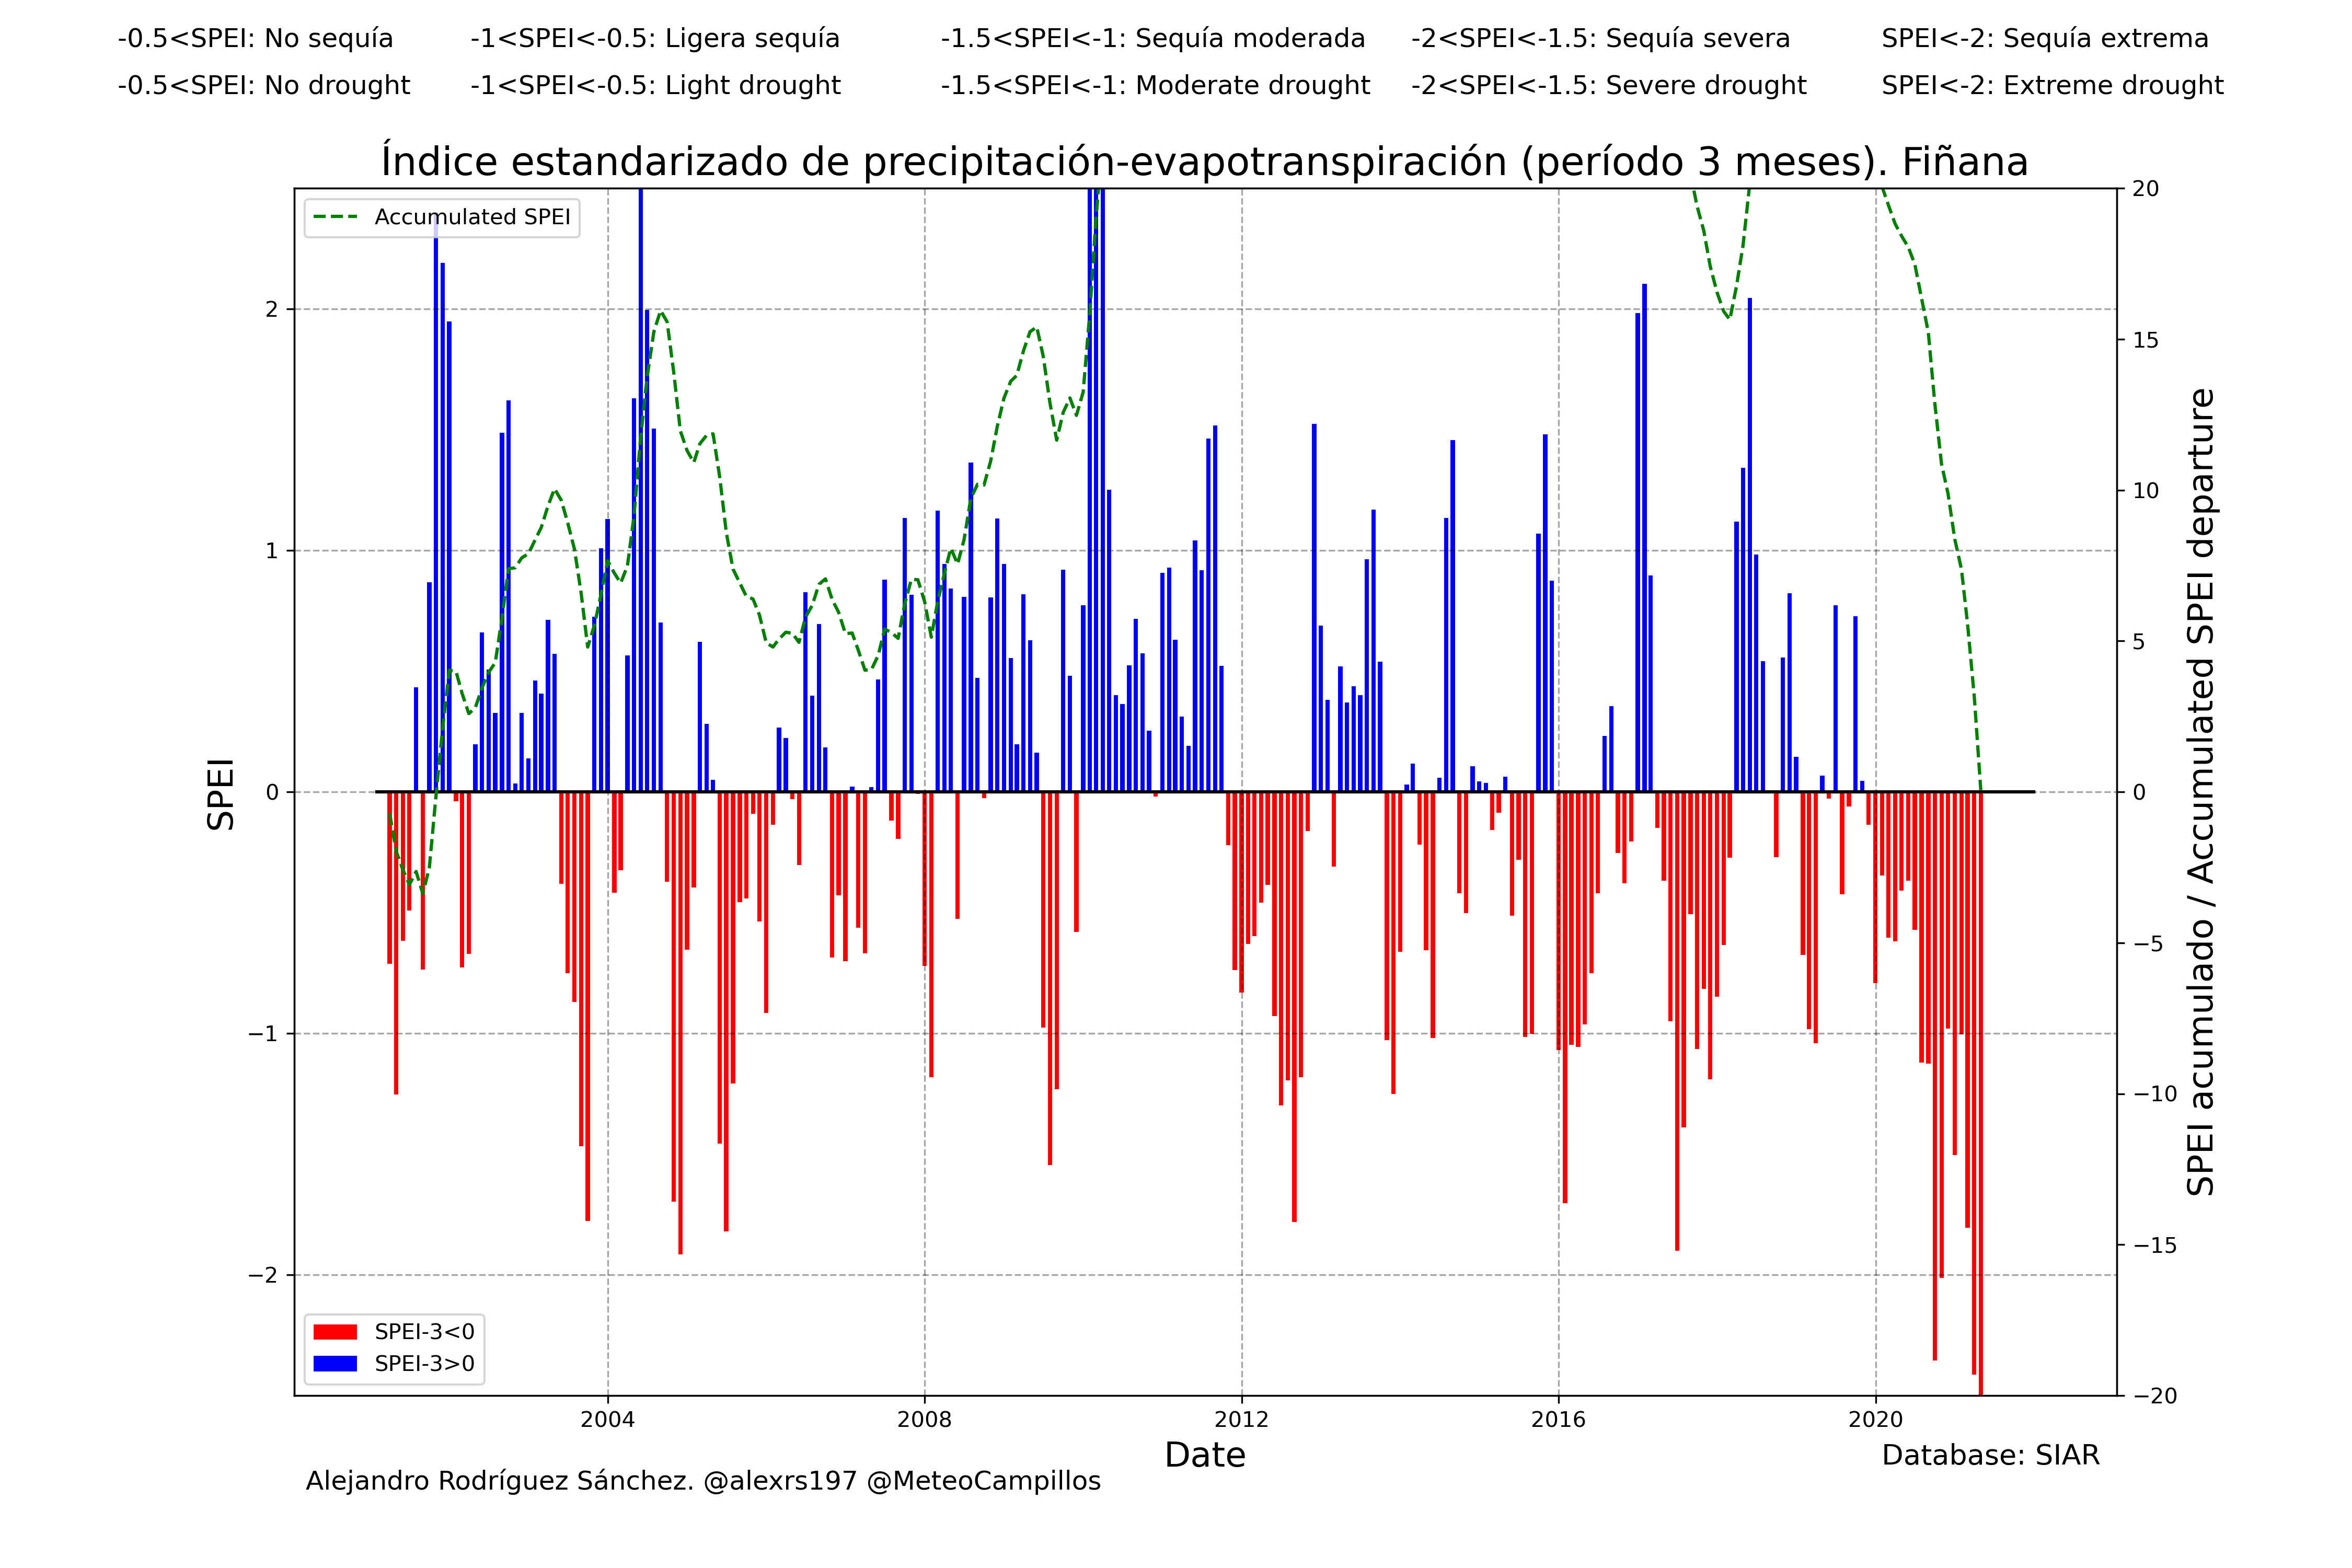 -0.5<SPEI: No sequía -1<SPEI<-0.5: Ligera sequía -1.5<SPEI<-1: Sequía moderada -2<SPEI<-1.5: Sequía severa SPEI<-2: Sequía extrema
-0.5<SPEI: No drought -1<SPEI<-0.5: Light drought -1.5<SPEI<-1: Moderate drought -2<SPEI<-1.5: Severe drought SPEI<-2: Extreme drought
Índice estandarizado de precipitación-evapotranspiración (período 3 meses). Fiñana
Accumulated SPEI
2
1
0
−1
−2
SPEI
20
15
10
5
0
−5
−10
−15
−20
SPEI acumulado / Accumulated SPEI departure
SPEI-3<0
SPEI-3>0
2004 2008 2012 2016 2020
Date
Database: SIAR
Alejandro Rodríguez Sánchez. @alexrs197 @MeteoCampillos